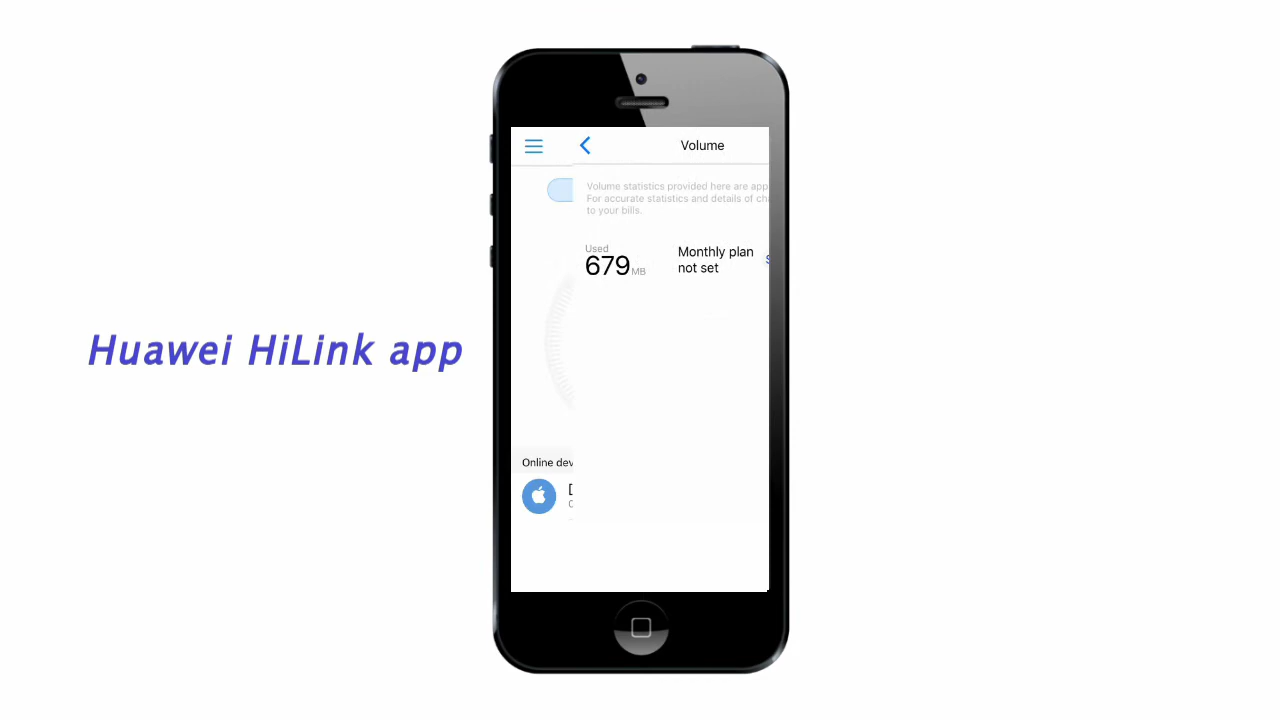 Huawei HiLink app
Volume
Volume statistics provided here are app
For accurate statistics and details of
to your bills.
Used
679 MB
Monthly plan
not set
Online dev